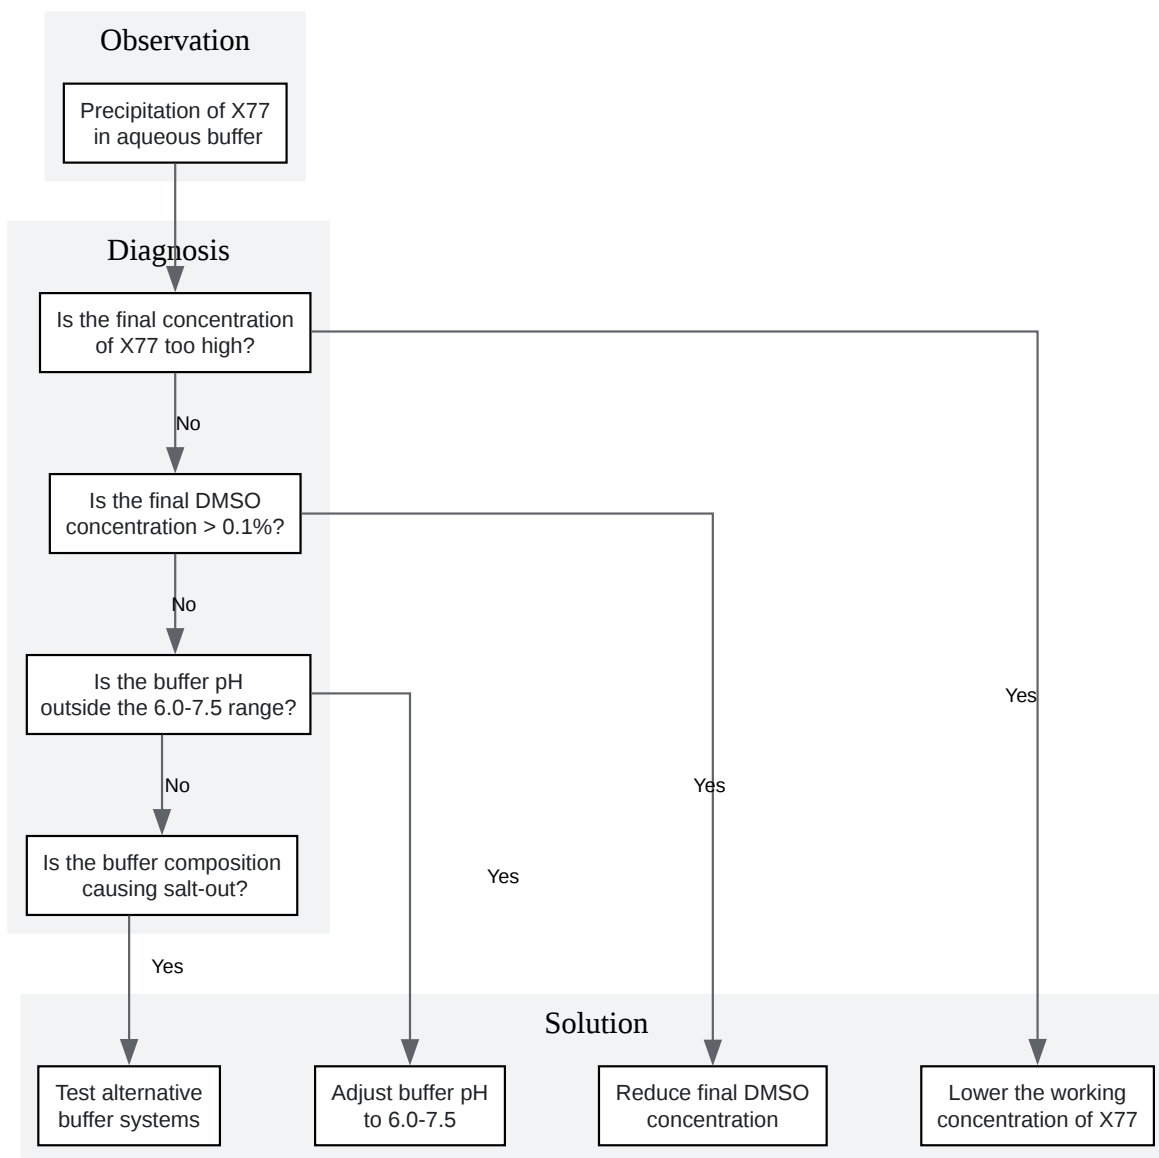 Observation
Precipitation of X77
in aqueous buffer
Diagnosis
Is the final concentration
of X77 too high?
No
Is the final DMSO
concentration > 0.1%?
No
Is the buffer pH
outside the 6.0-7.5 range?
Yes
No
Yes
Is the buffer composition
causing salt-out?
Yes
Yes
Solution
Test alternative
buffer systems
Adjust buffer pH
to 6.0-7.5
Reduce final DMSO
concentration
Lower the working
concentration of X77